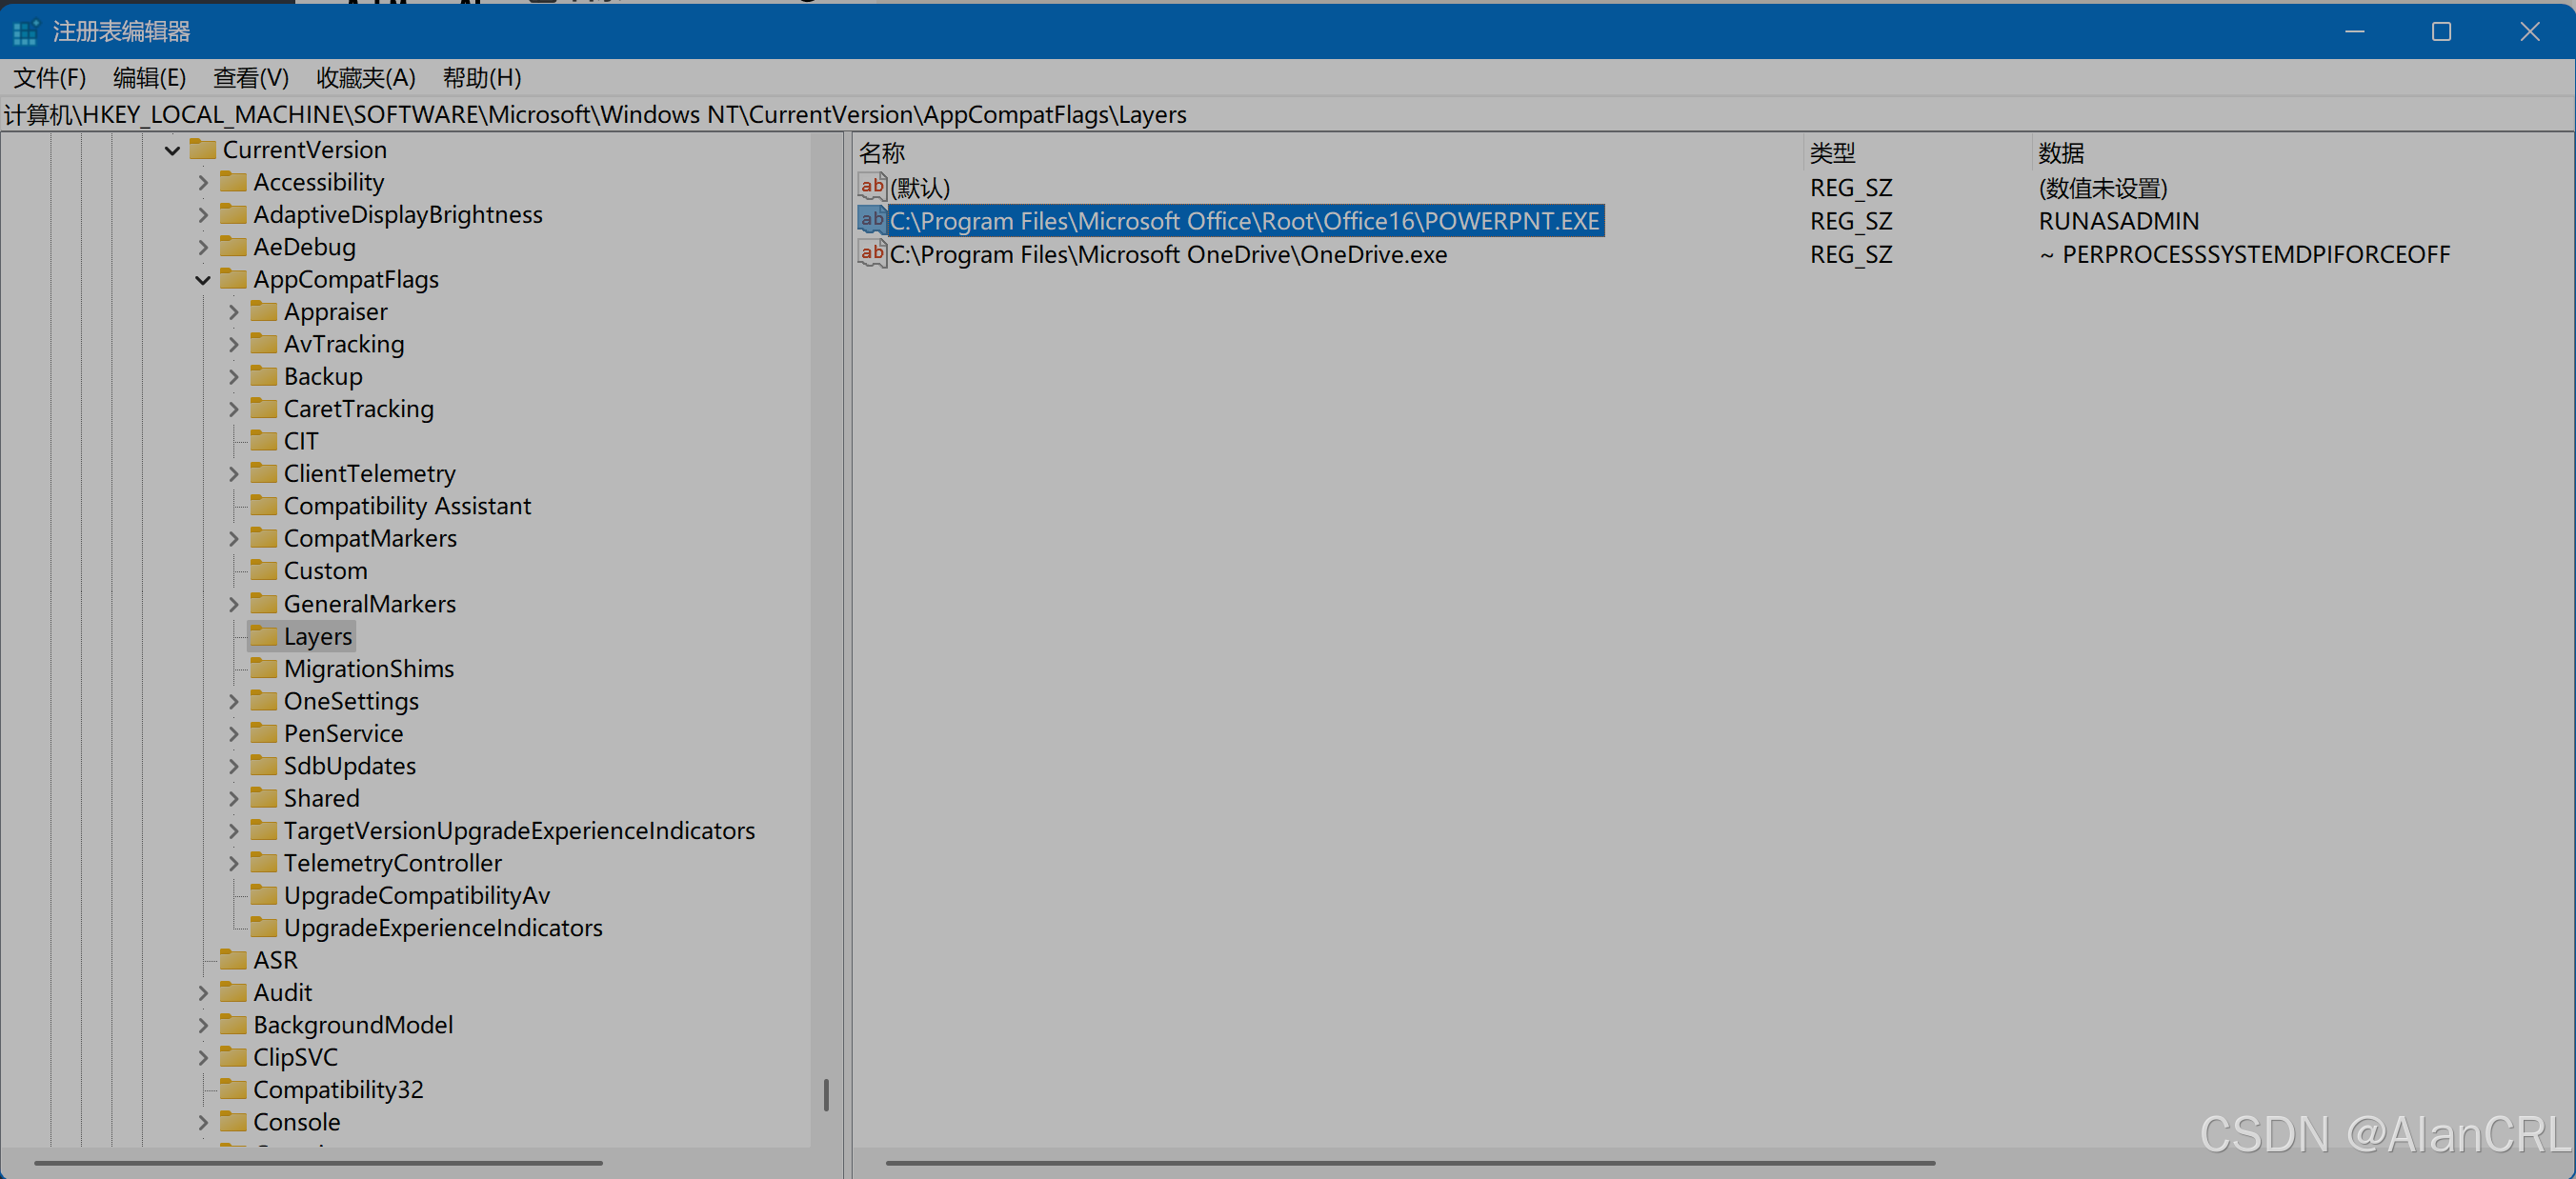 注册表编辑器
文件(F) 编辑(E) 查看(V) 收藏夹(A) 帮助(H)
计算机\HKEY_LOCAL_MACHINE\SOFTWARE\Microsoft\Windows NT\CurrentVersion\AppCompatFlags\Layers
CurrentVersion
Accessibility
AdaptiveDisplayBrightness
AeDebug
AppCompatFlags
Appraiser
AvTracking
Backup
CaretTracking
CIT
ClientTelemetry
Compatibility Assistant
CompatMarkers
Custom
GeneralMarkers
Layers
MigrationShims
OneSettings
PenService
SdbUpdates
Shared
TargetVersionUpgradeExperienceIndicators
TelemetryController
UpgradeCompatibilityAv
UpgradeExperienceIndicators
ASR
Audit
BackgroundModel
ClipSVC
Compatibility32
Console
名称 类型 数据
ab (默认) REG_SZ (数值未设置)
ab C:\Program Files\Microsoft Office\Root\Office16\POWERPNT.EXE REG_SZ RUNASADMIN
ab C:\Program Files\Microsoft OneDrive\OneDrive.exe REG_SZ ~ PERPROCESSSYSTEMDPIFORCEOFF
CSDN @AlanCRL